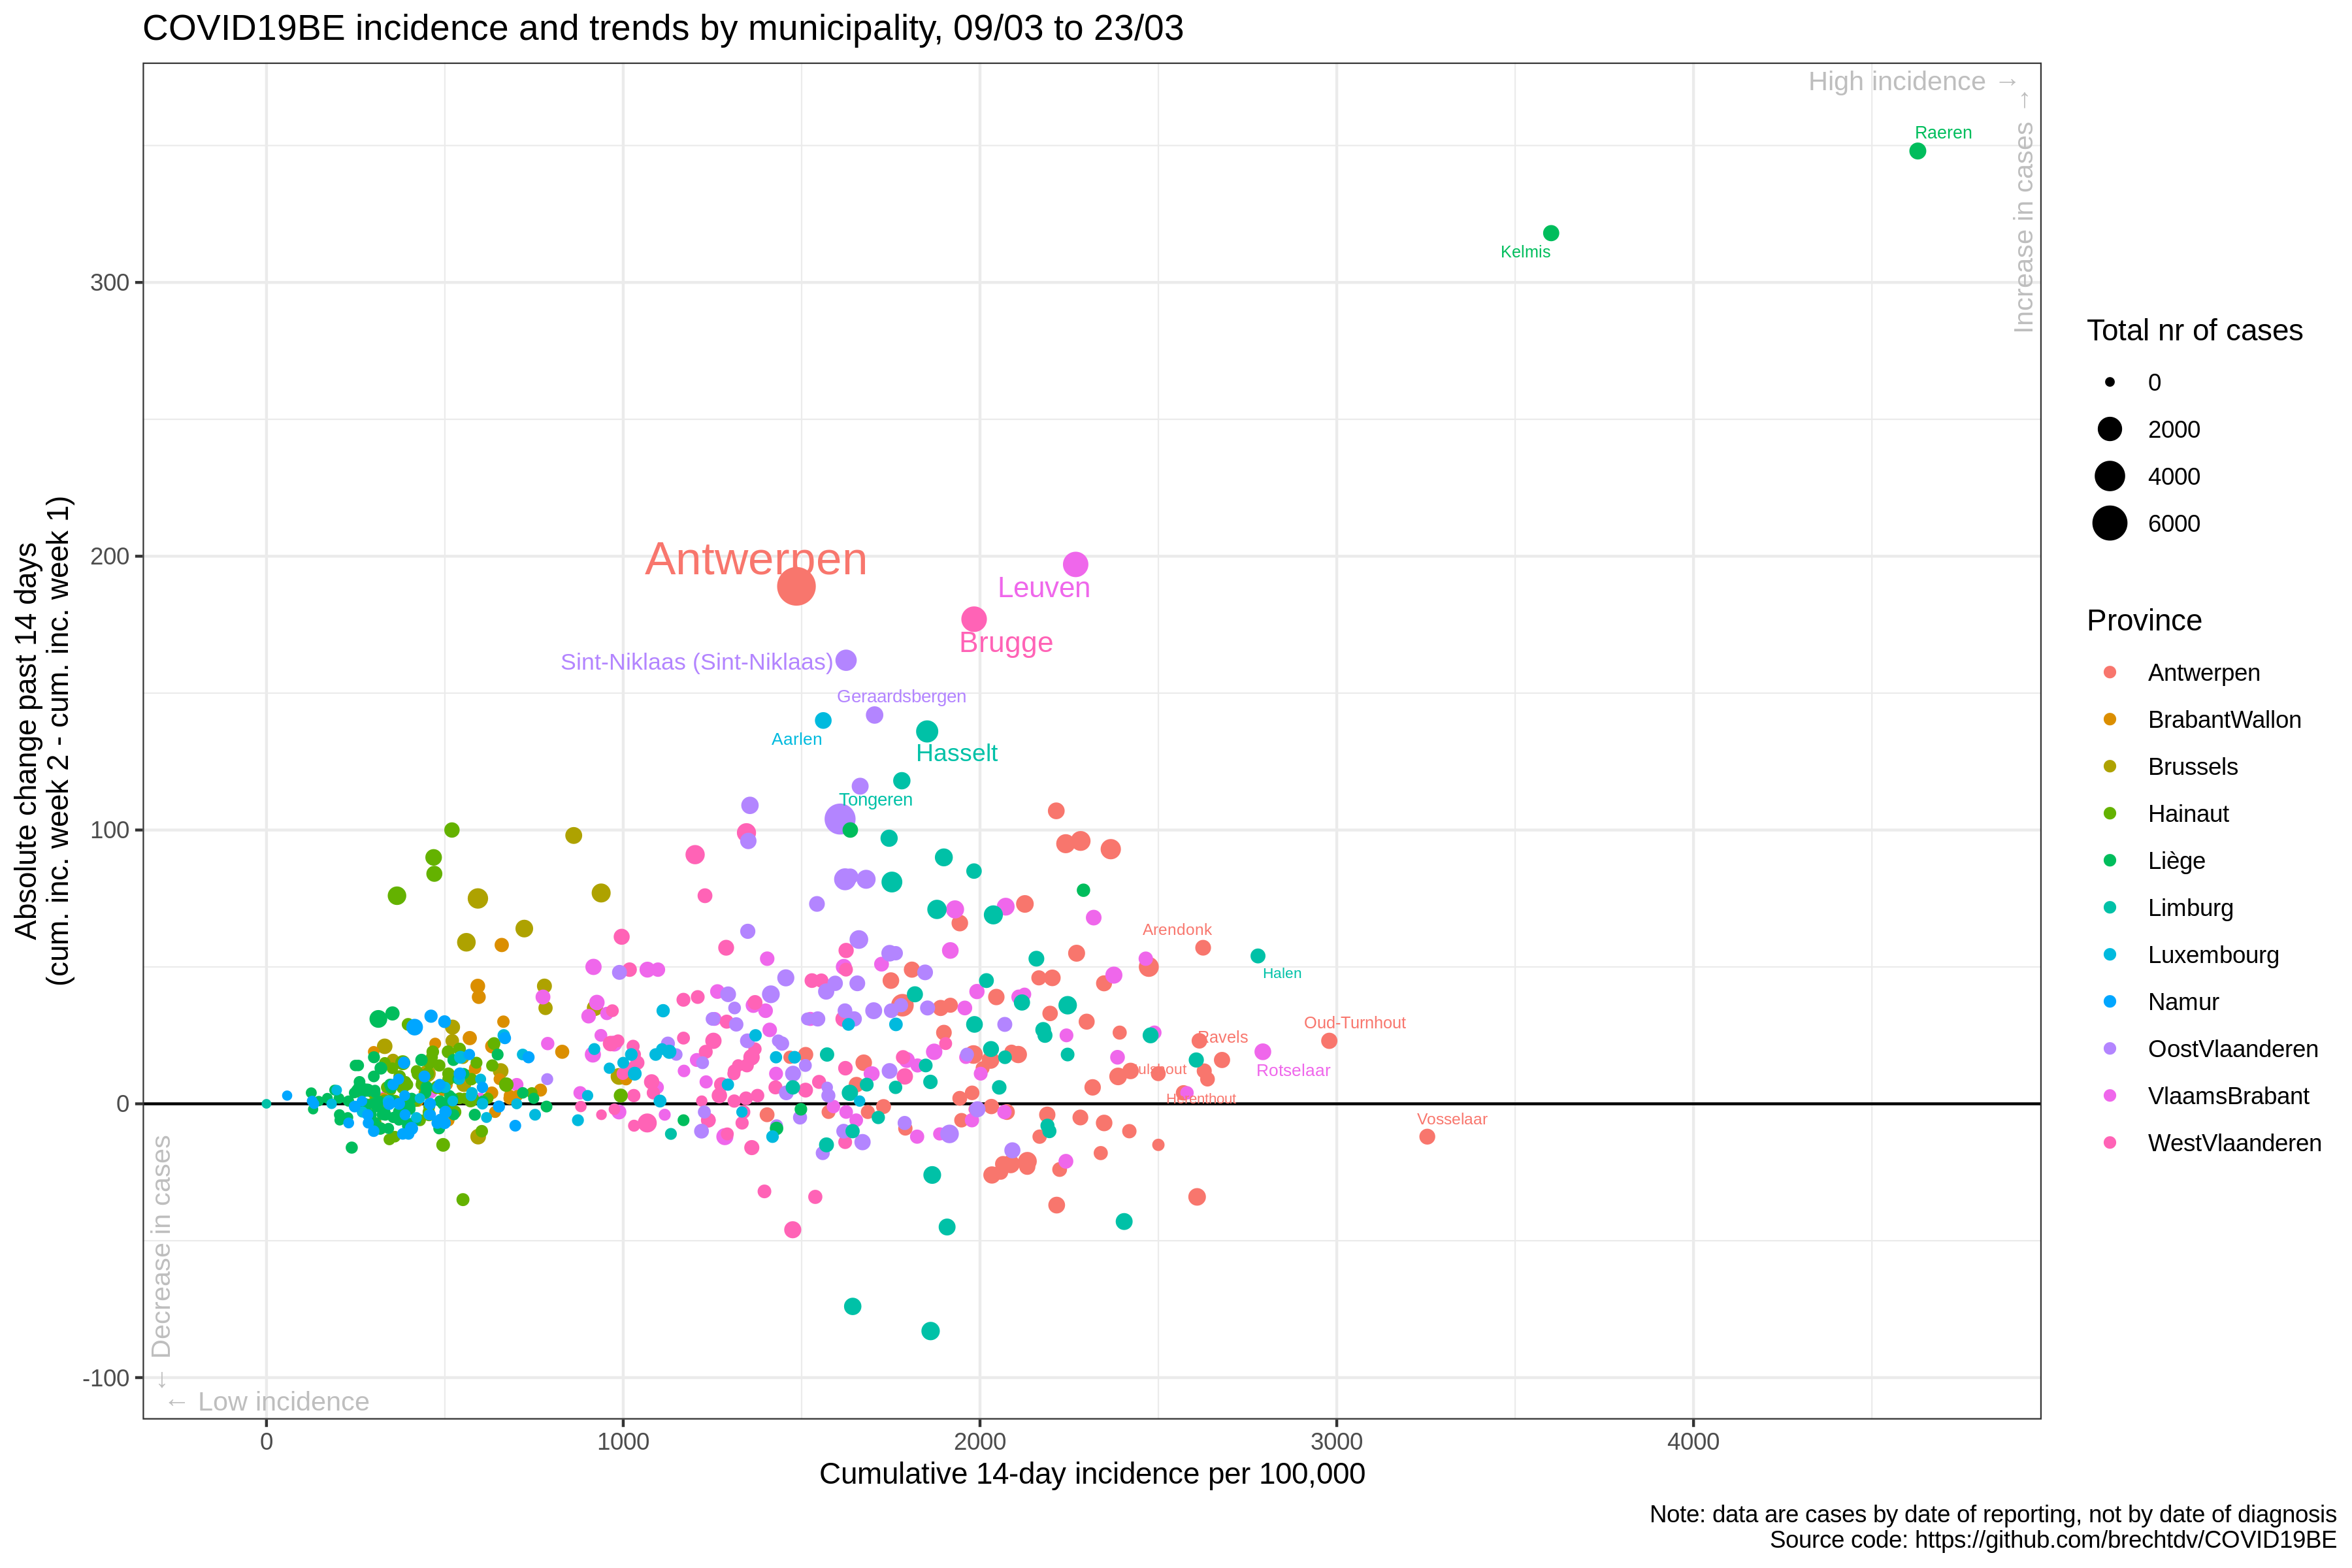 COVID19BE incidence and trends by municipality, 09/03 to 23/03
High incidence →
Increase in cases →
Raeren
Kelmis
Antwerpen
Leuven
Brugge
Sint-Niklaas (Sint-Niklaas)
Geraardsbergen
Aarlen
Hasselt
Tongeren
Arendonk
Halen
Ravels
Oud-Turnhout
Rotselaar
Herenthout
Vosselaar
← Decrease in cases
← Low incidence
300
200
100
0
-100
0
1000
2000
3000
4000
Absolute change past 14 days
(cum. inc. week 2 - cum. inc. week 1)
Cumulative 14-day incidence per 100,000
Total nr of cases
0
2000
4000
6000
Province
Antwerpen
BrabantWallon
Brussels
Hainaut
Liège
Limburg
Luxembourg
Namur
OostVlaanderen
VlaamsBrabant
WestVlaanderen
Note: data are cases by date of reporting, not by date of diagnosis
Source code: https://github.com/brechtdv/COVID19BE